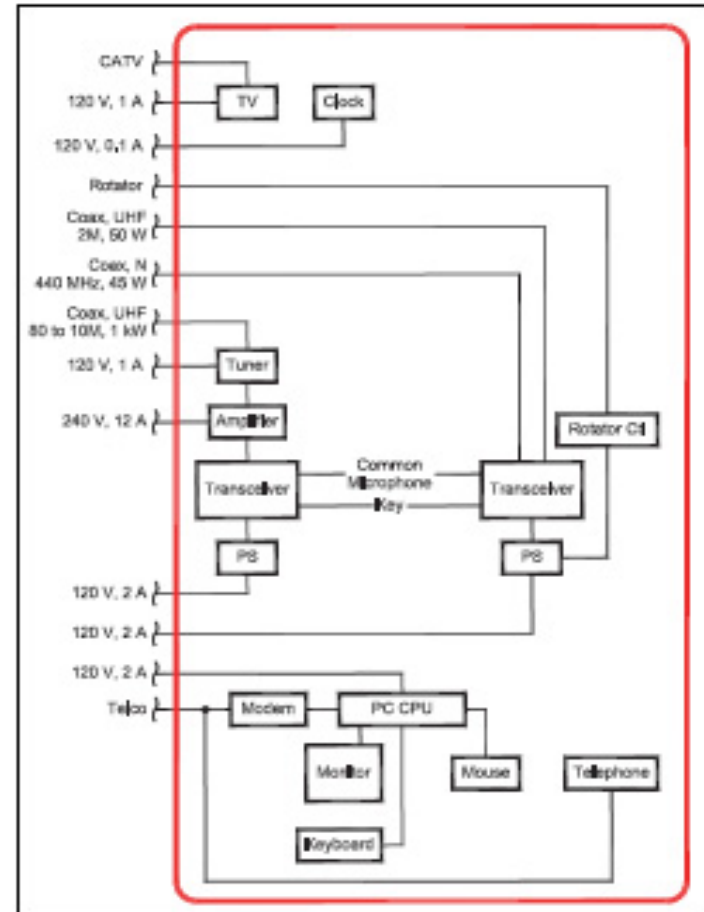 CATV
120 V, 1 A
TV
Clock
120 V, 0.1 A
Rotator
Coax, UHF
2M, 50 W
Coax, N
440 MHz, 45 W
Coax, UHF
80 to 10M, 1 kW
120 V, 1 A
Tuner
240 V, 12 A
Amplifier
Rotator Ctl
Transceiver
Common
Microphone
Key
Transceiver
PS
PS
120 V, 2 A
120 V, 2 A
120 V, 2 A
Telco
Modem
PC CPU
Monitor
Mouse
Telephone
Keyboard